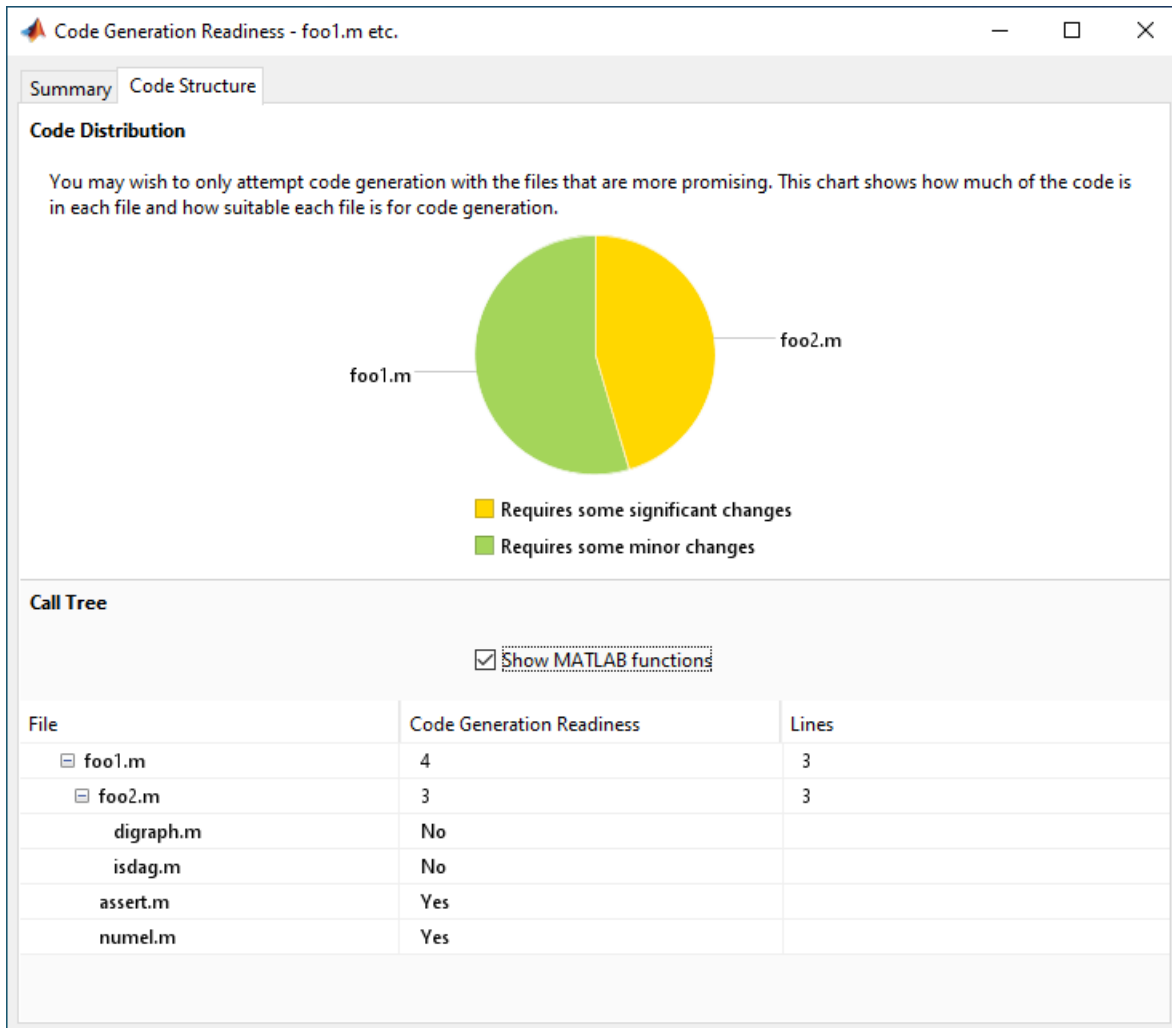 Code Generation Readiness - foo1.m etc.
Summary
Code Structure
Code Distribution
You may wish to only attempt code generation with the files that are more promising. This chart shows how much of the code is
in each file and how suitable each file is for code generation.
foo2.m
foo1.m
Requires some significant changes
Requires some minor changes
Call Tree
Show MATLAB functions
File Code Generation Readiness Lines
foo1.m 4 3
foo2.m 3 3
digraph.m No
isdag.m No
assert.m Yes
numel.m Yes